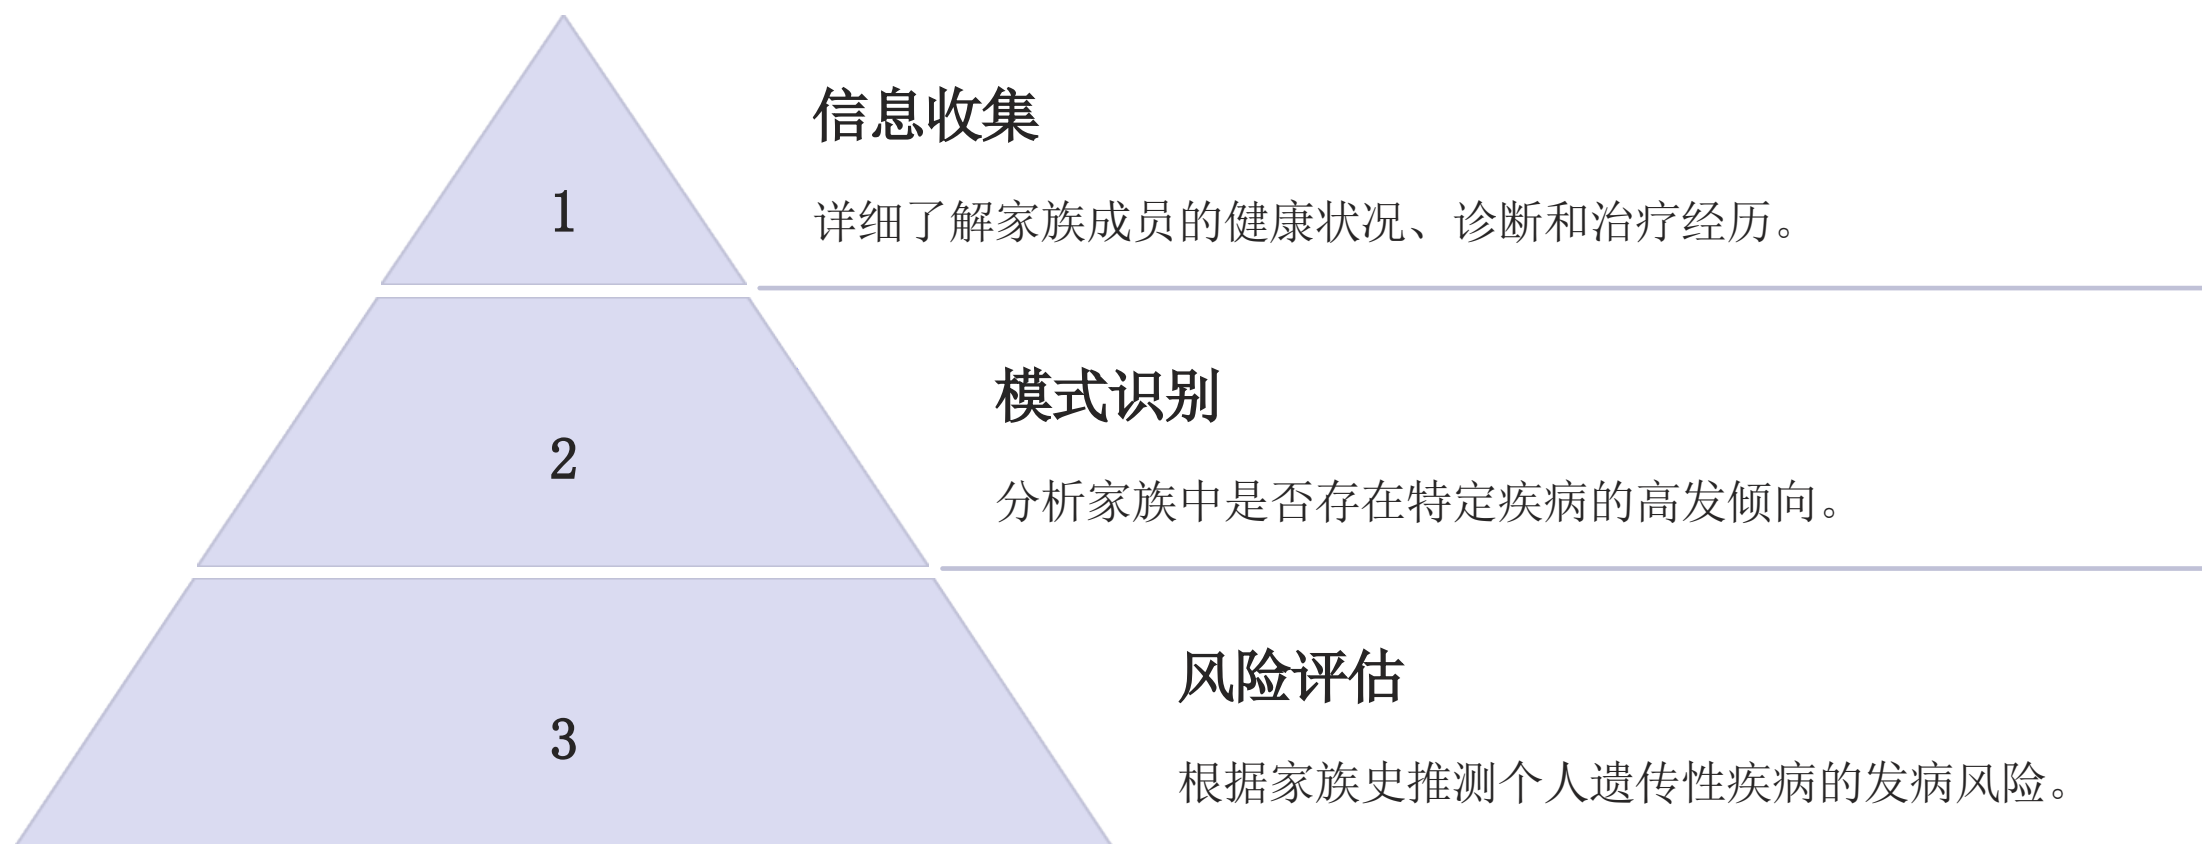 信息收集
1
详细了解家族成员的健康状况、诊断和治疗经历。
模式识别
2
分析家族中是否存在特定疾病的高发倾向。
风险评估
3
根据家族史推测个人遗传性疾病的发病风险。